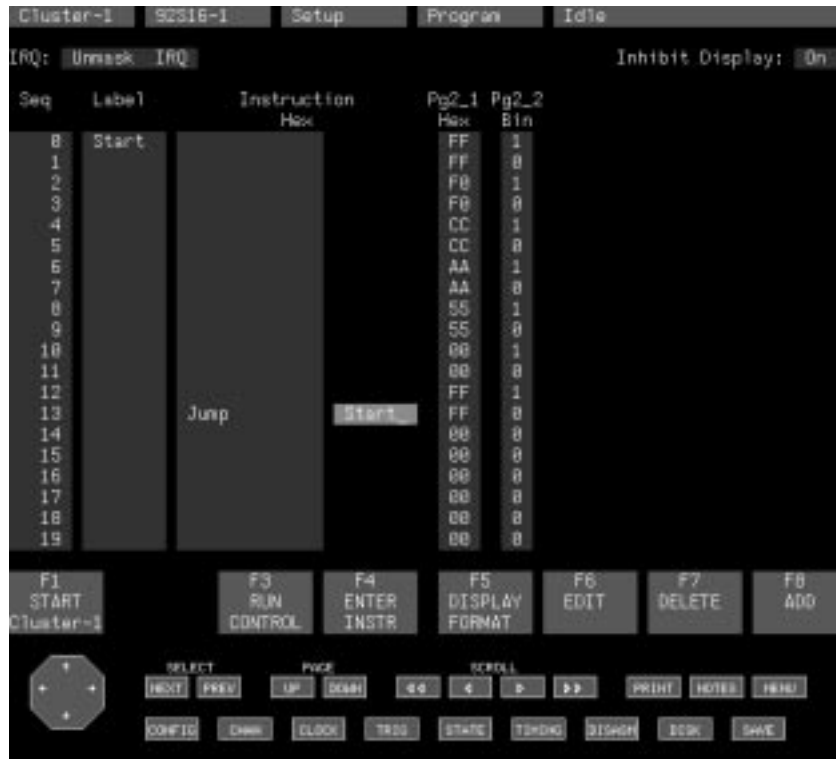 Cluster-1 92S16-1 Setup Program Idle
IRQ: Unmask IRQ Inhibit Display: On
Seq Label Instruction Pg2_1 Pg2_2
Hex Hex Bin
0 Start FF 1
1 FF 0
2 F0 1
3 F0 0
4 CC 1
5 CC 0
6 AA 1
7 AA 0
8 55 1
9 55 0
10 00 1
11 00 0
12 FF 1
13 Jump Start_ FF 0
14 00 0
15 00 0
16 00 0
17 00 0
18 00 0
19 00 0
F1 F3 F4 F5 F6 F7 F8
START RUN ENTER DISPLAY EDIT DELETE ADD
Cluster-1 CONTROL INSTR FORMAT
SELECT PAGE SCROLL
NEXT PREV UP DOWN PRINT NOTES MENU
CONFIG CHAN CLOCK TRIG STATE TIMING DISASM DISK SAVE